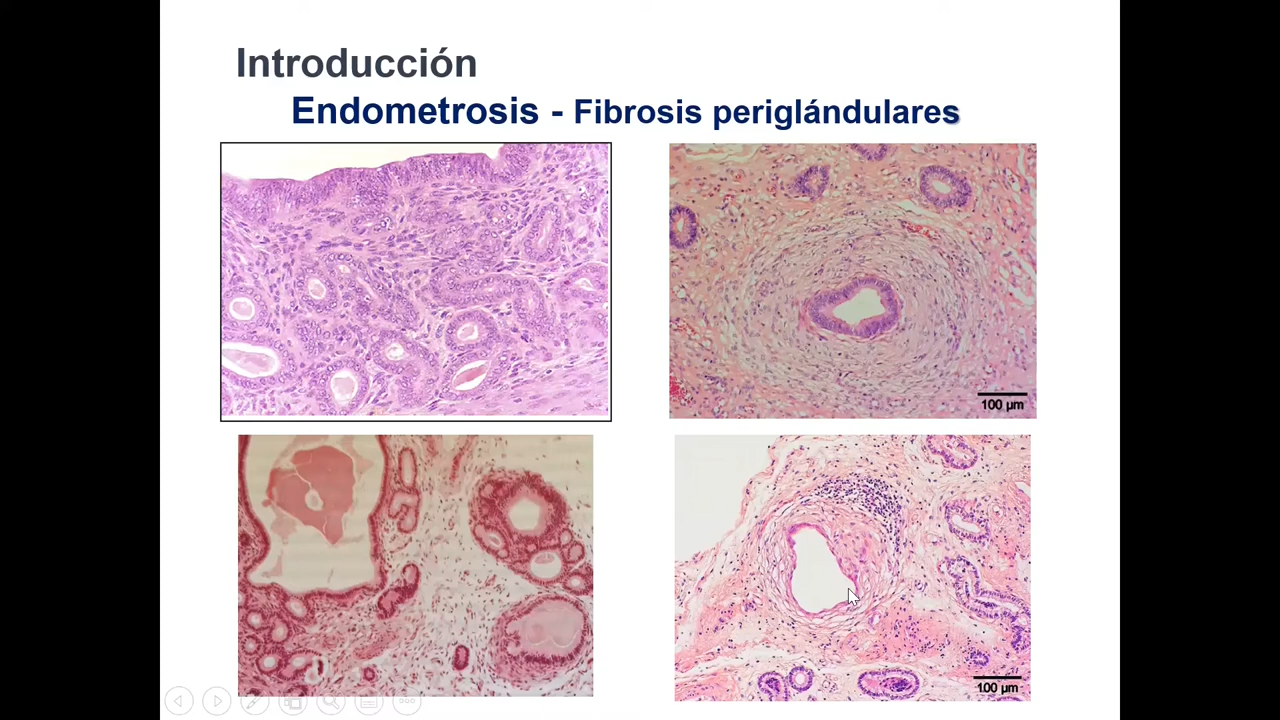 Introducción
Endometrosis - Fibrosis periglándulares
100 µm
100 µm